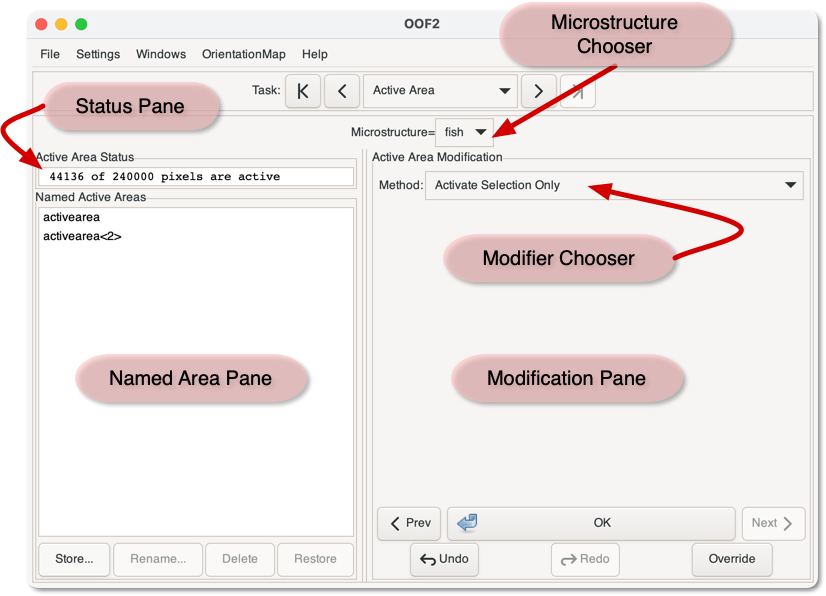 OOF2
Microstructure
Chooser
File Settings Windows OrientationMap Help
Task: Active Area
Status Pane
Microstructure= fish
Active Area Status
44136 of 240000 pixels are active
Named Active Areas
activearea
activearea<2>
Active Area Modification
Method: Activate Selection Only
Modifier Chooser
Named Area Pane
Modification Pane
Prev OK Next
Store... Rename... Delete Restore
Undo Redo Override